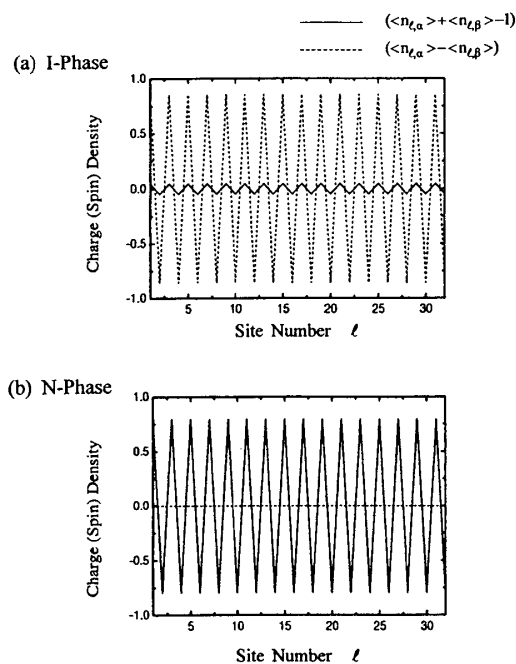 (<n_{ℓ,α}>+<n_{ℓ,β}>-1)
(<n_{ℓ,α}>-<n_{ℓ,β}>)
(a) I-Phase
Charge (Spin) Density
1.0
0.5
0.0
-0.5
-1.0
5 10 15 20 25 30
Site Number ℓ
(b) N-Phase
Charge (Spin) Density
1.0
0.5
0.0
-0.5
-1.0
5 10 15 20 25 30
Site Number ℓ